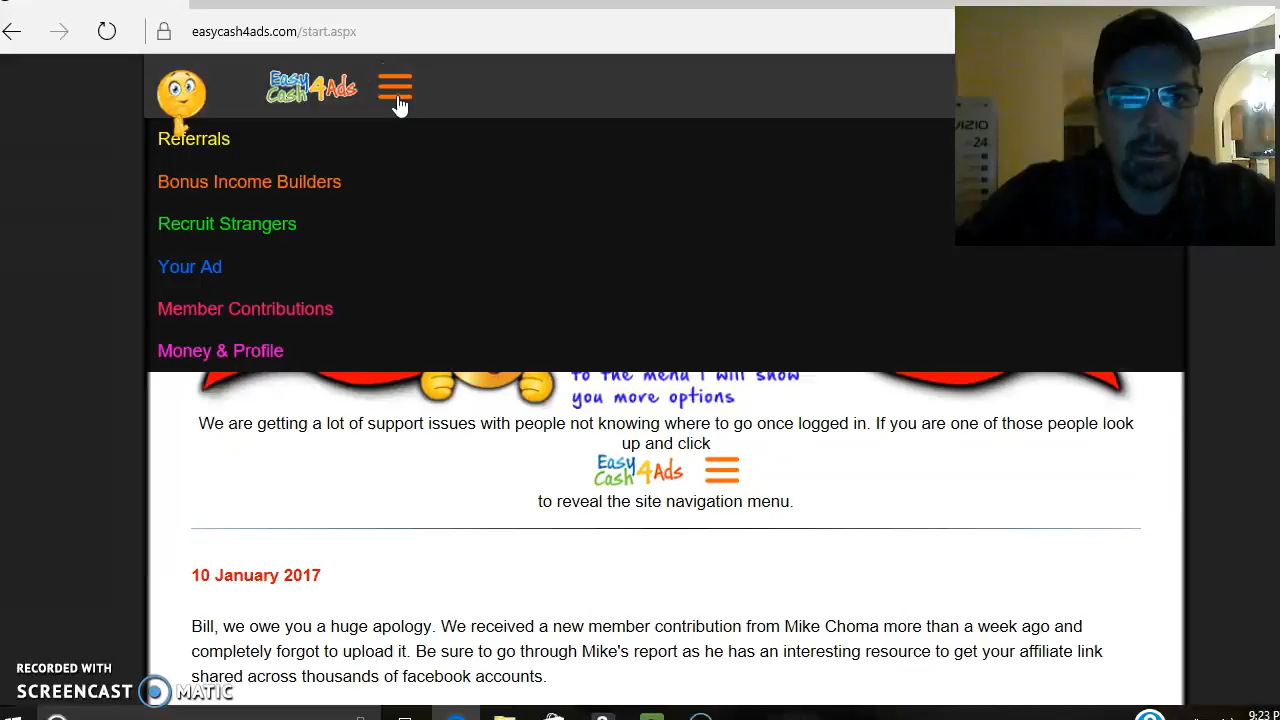 easycash4ads.com/start.aspx
Easy Cash 4 Ads
Referrals
Bonus Income Builders
Recruit Strangers
Your Ad
Member Contributions
Money & Profile
VIZIO
24
to the menu I will show
you more options
We are getting a lot of support issues with people not knowing where to go once logged in. If you are one of those people look
up and click
Easy Cash 4 Ads
to reveal the site navigation menu.
10 January 2017
Bill, we owe you a huge apology. We received a new member contribution from Mike Choma more than a week ago and
completely forgot to upload it. Be sure to go through Mike's report as he has an interesting resource to get your affiliate link
shared across thousands of facebook accounts.
RECORDED WITH
SCREENCAST MATIC
9:23 P